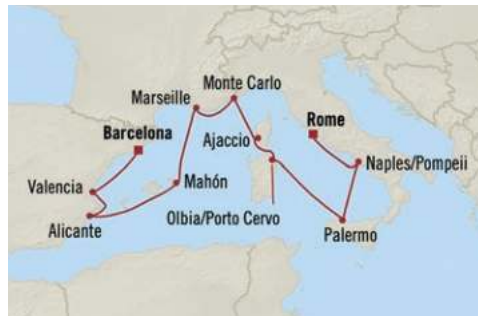 Monte Carlo
Marseille
Rome
Barcelona
Ajaccio
Naples/Pompeii
Valencia
Mahón
Olbia/Porto Cervo
Alicante
Palermo